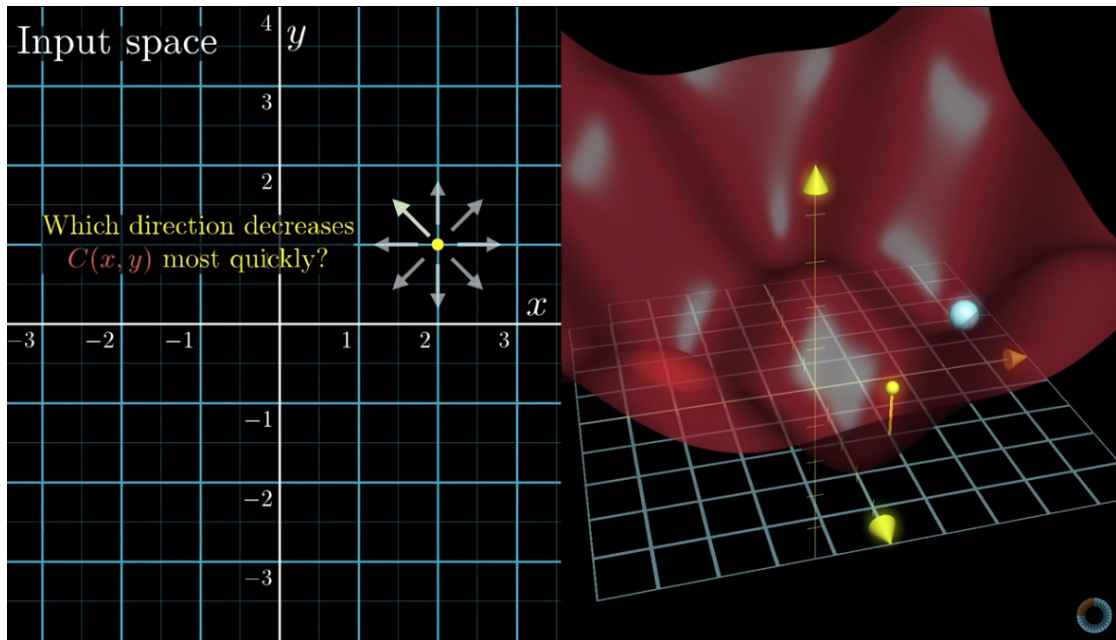 Input space
y
4
3
2
Which direction decreases
C(x, y) most quickly?
x
−3 −2 −1 1 2 3
−1
−2
−3